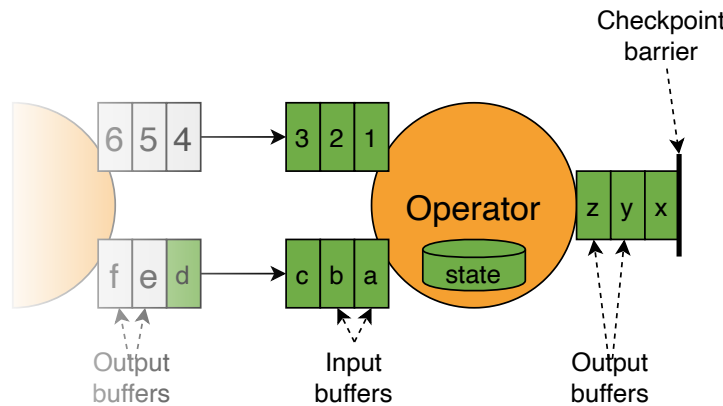 Checkpoint
barrier
6 5 4
3 2 1
Operator
z y x
f e d
c b a
state
Output
buffers
Input
buffers
Output
buffers